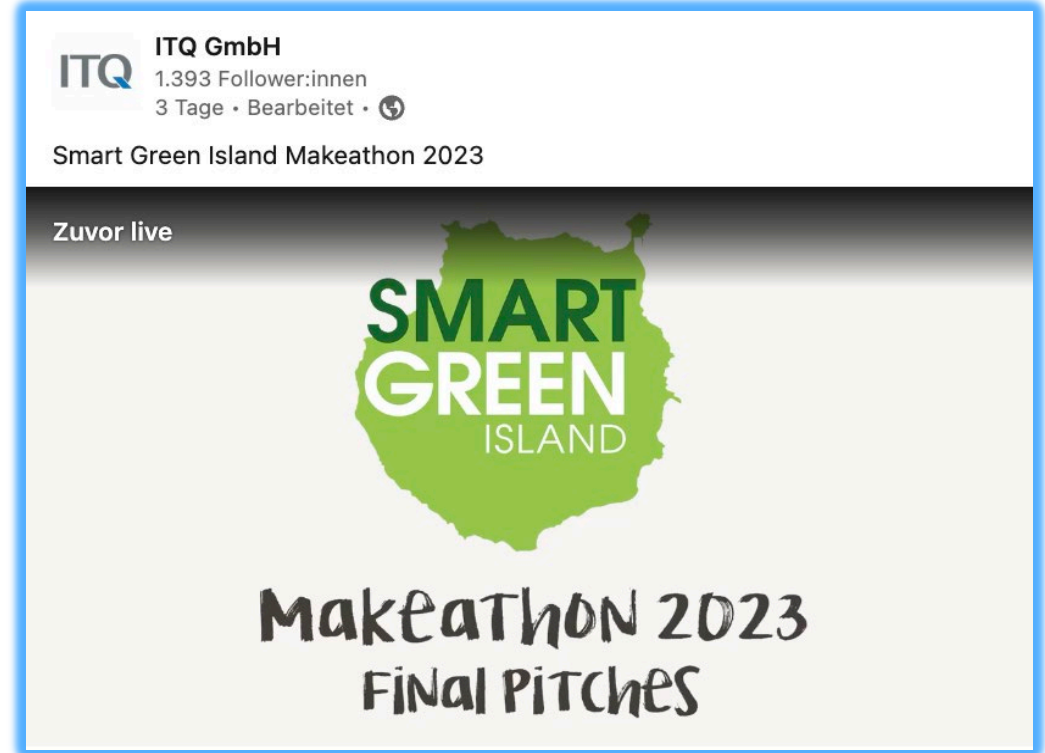 ITQ
ITQ GmbH
1.393 Follower:innen
3 Tage • Bearbeitet •
Smart Green Island Makeathon 2023
Zuvor live
SMART
GREEN
ISLAND
Makeathon 2023
Final Pitches